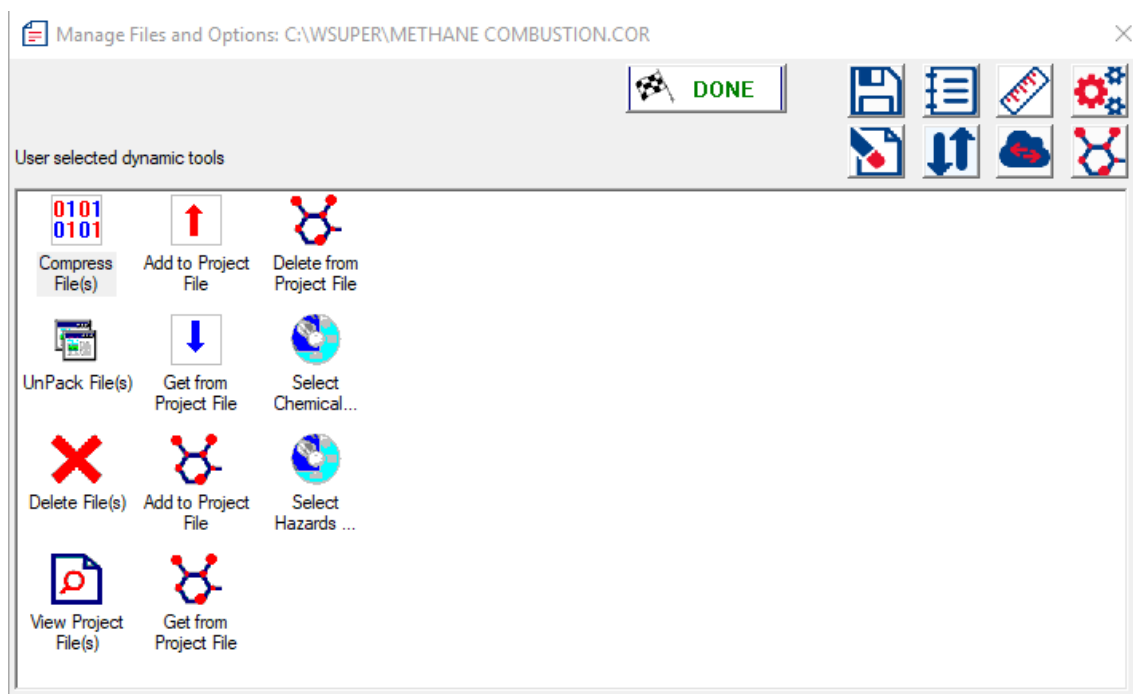 Manage Files and Options: C:\WSUPER\METHANE COMBUSTION.COR
DONE
User selected dynamic tools
0101
0101
Compress
File(s)
Add to Project
File
Delete from
Project File
UnPack File(s)
Get from
Project File
Select
Chemical...
Delete File(s)
Add to Project
File
Select
Hazards ...
View Project
File(s)
Get from
Project File